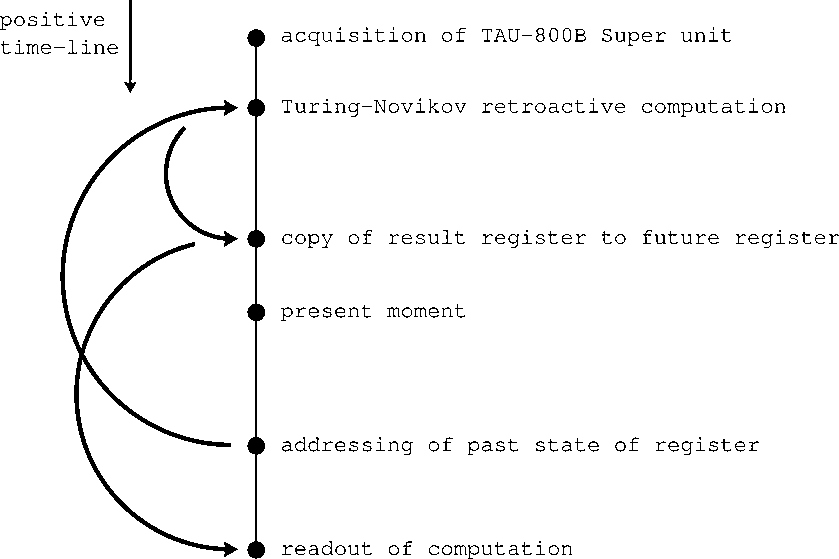 positive
time-line
acquisition of TAU-800B Super unit
Turing-Novikov retroactive computation
copy of result register to future register
present moment
addressing of past state of register
readout of computation